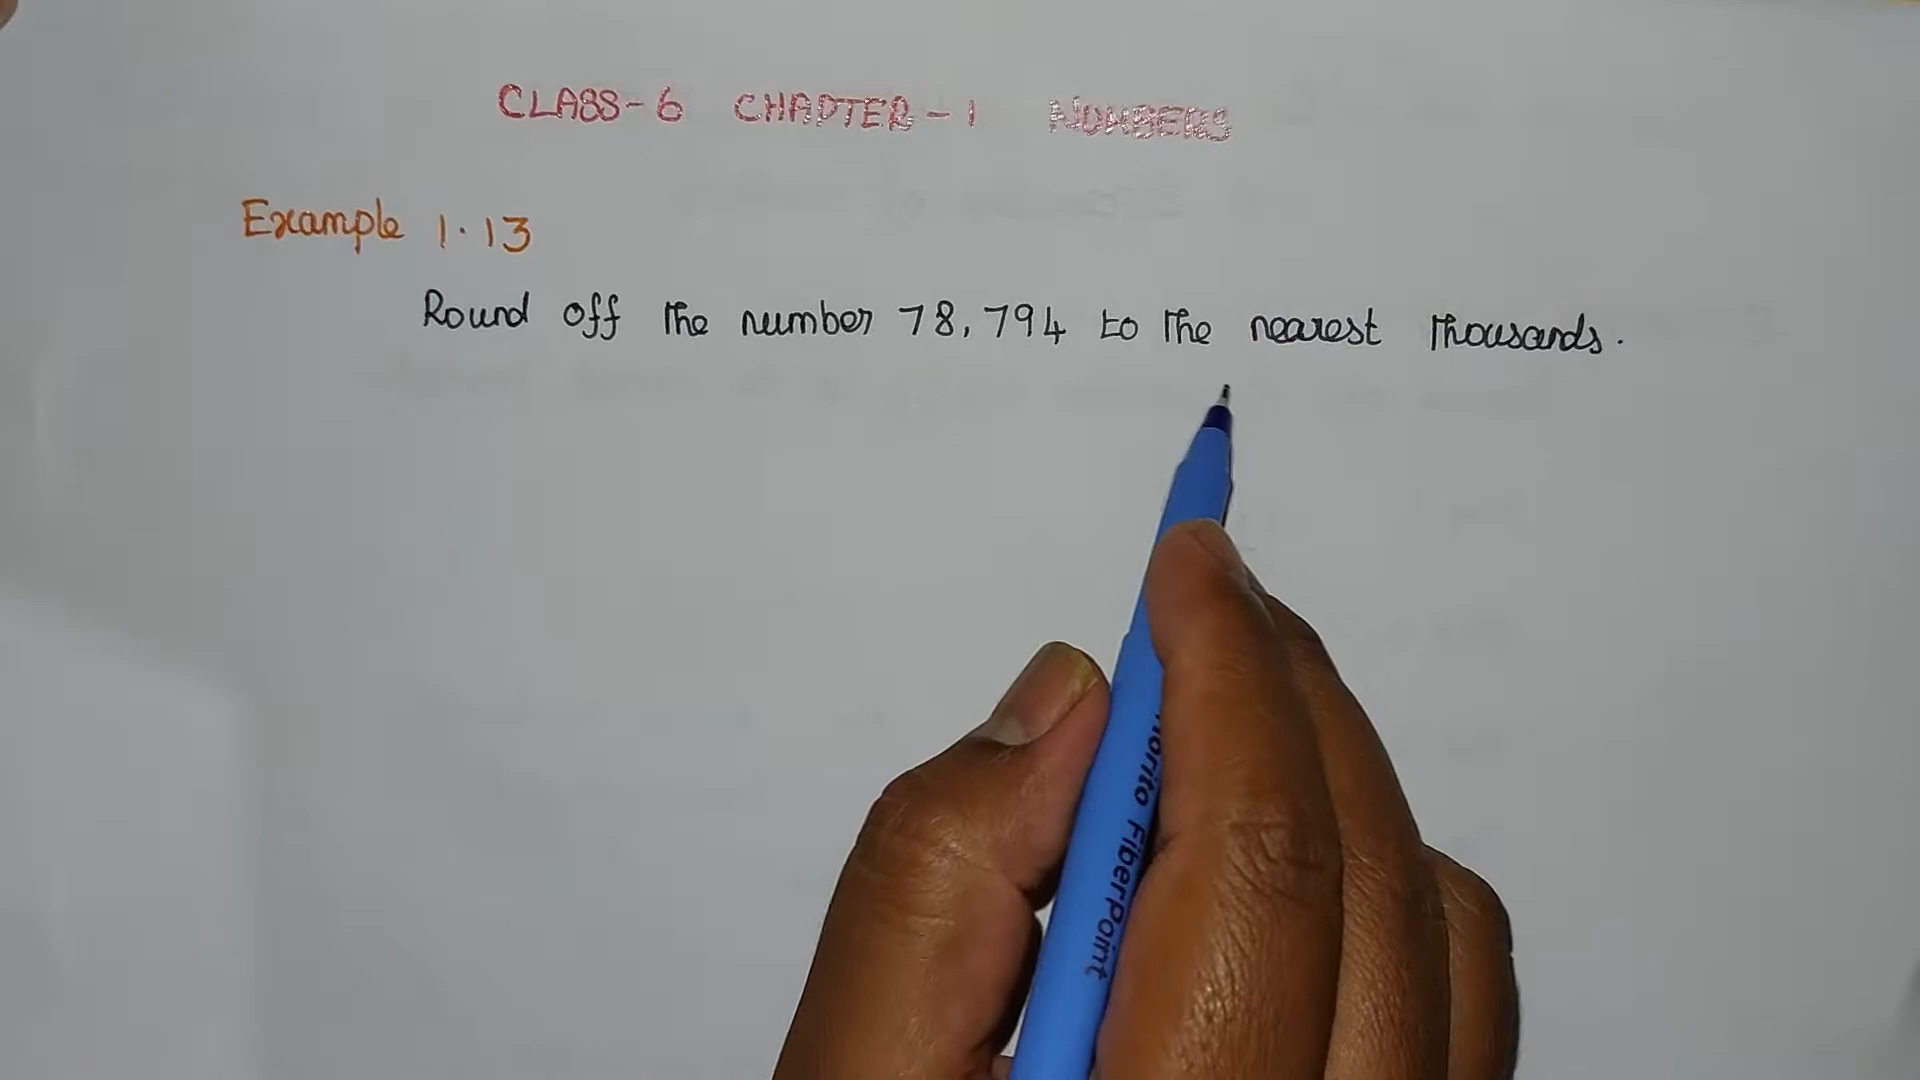 CLASS-6 CHAPTER-1 NUMBERS
Example 1.13
Round off the number 78,794 to the nearest thousands.
FiberPoint